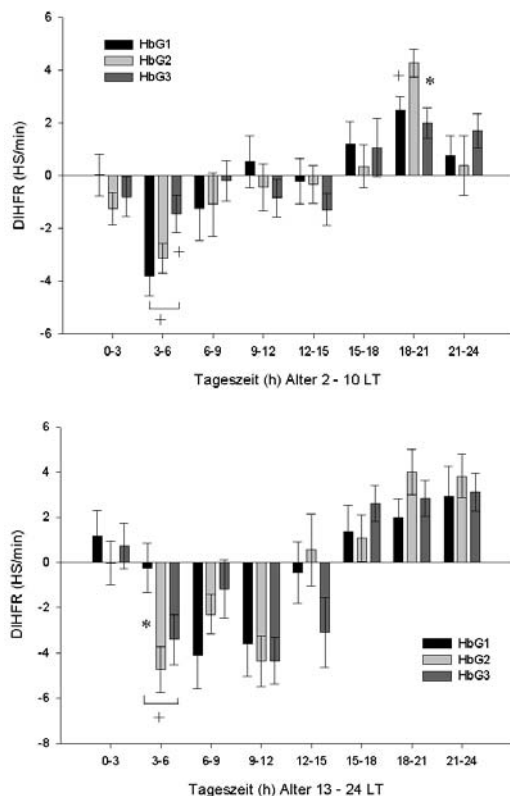 6
4
2
0
-2
-4
-6
DIHFR (HS/min)
HbG1
HbG2
HbG3
+
*
+
+
0-3 3-6 6-9 9-12 12-15 15-18 18-21 21-24
Tageszeit (h) Alter 2 - 10 LT
6
4
2
0
-2
-4
-6
-8
DIHFR (HS/min)
*
+
HbG1
HbG2
HbG3
0-3 3-6 6-9 9-12 12-15 15-18 18-21 21-24
Tageszeit (h) Alter 13 - 24 LT